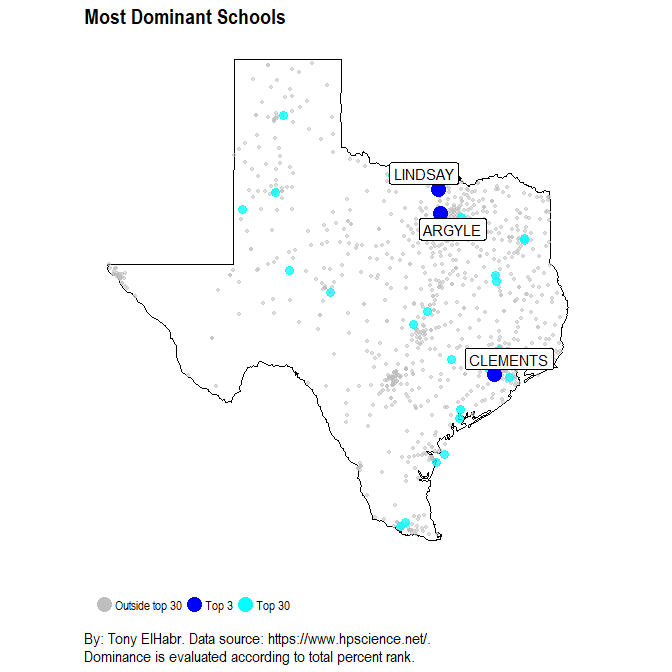 Most Dominant Schools
LINDSAY
ARGYLE
CLEMENTS
Outside top 30 Top 3 Top 30
By: Tony ElHabr. Data source: https://www.hpscience.net/.
Dominance is evaluated according to total percent rank.